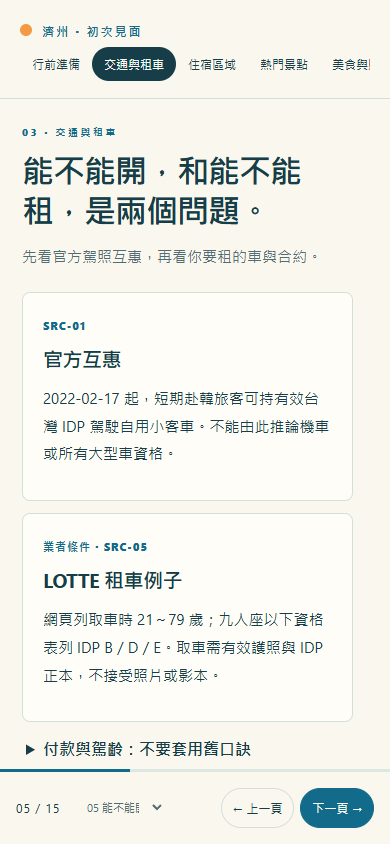 濟州・初次見面
行前準備 交通與租車 住宿區域 熱門景點 美食與
03・交通與租車
能不能開，和能不能
租，是兩個問題。
先看官方駕照互惠，再看你要租的車與合約。
SRC-01
官方互惠
2022-02-17 起，短期赴韓旅客可持有效台
灣 IDP 駕駛自用小客車。不能由此推論機車
或所有大型車資格。
業者條件・SRC-05
LOTTE 租車例子
網頁列取車時 21～79 歲；九人座以下資格
表列 IDP B / D / E。取車需有效護照與 IDP
正本，不接受照片或影本。
▶ 付款與駕齡：不要套用舊口訣
05 / 15 05 能不能 ← 上一頁 下一頁 →